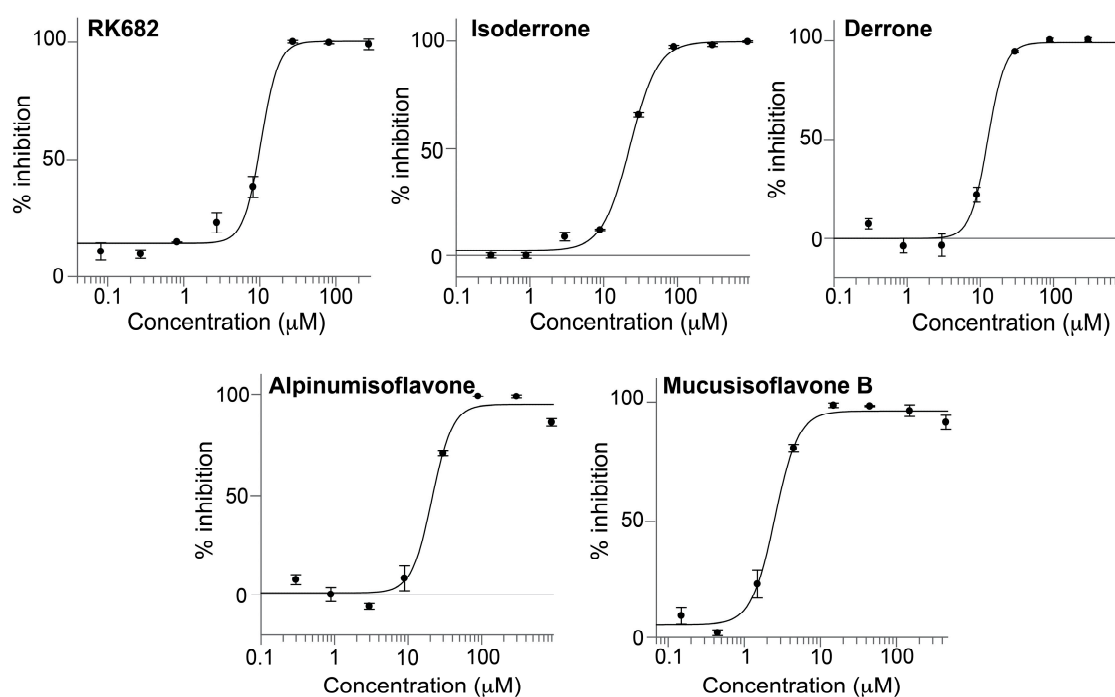 RK682
100
50
0
% inhibition
0.1 1 10 100
Concentration (μM)
Isoderrone
100
50
0
% inhibition
0.1 1 10 100
Concentration (μM)
Derrone
100
50
0
% inhibition
0.1 1 10 100
Concentration (μM)
Alpinumisoflavone
100
50
0
% inhibition
0.1 1 10 100
Concentration (μM)
Mucusisoflavone B
100
50
0
% inhibition
0.1 1 10 100
Concentration (μM)